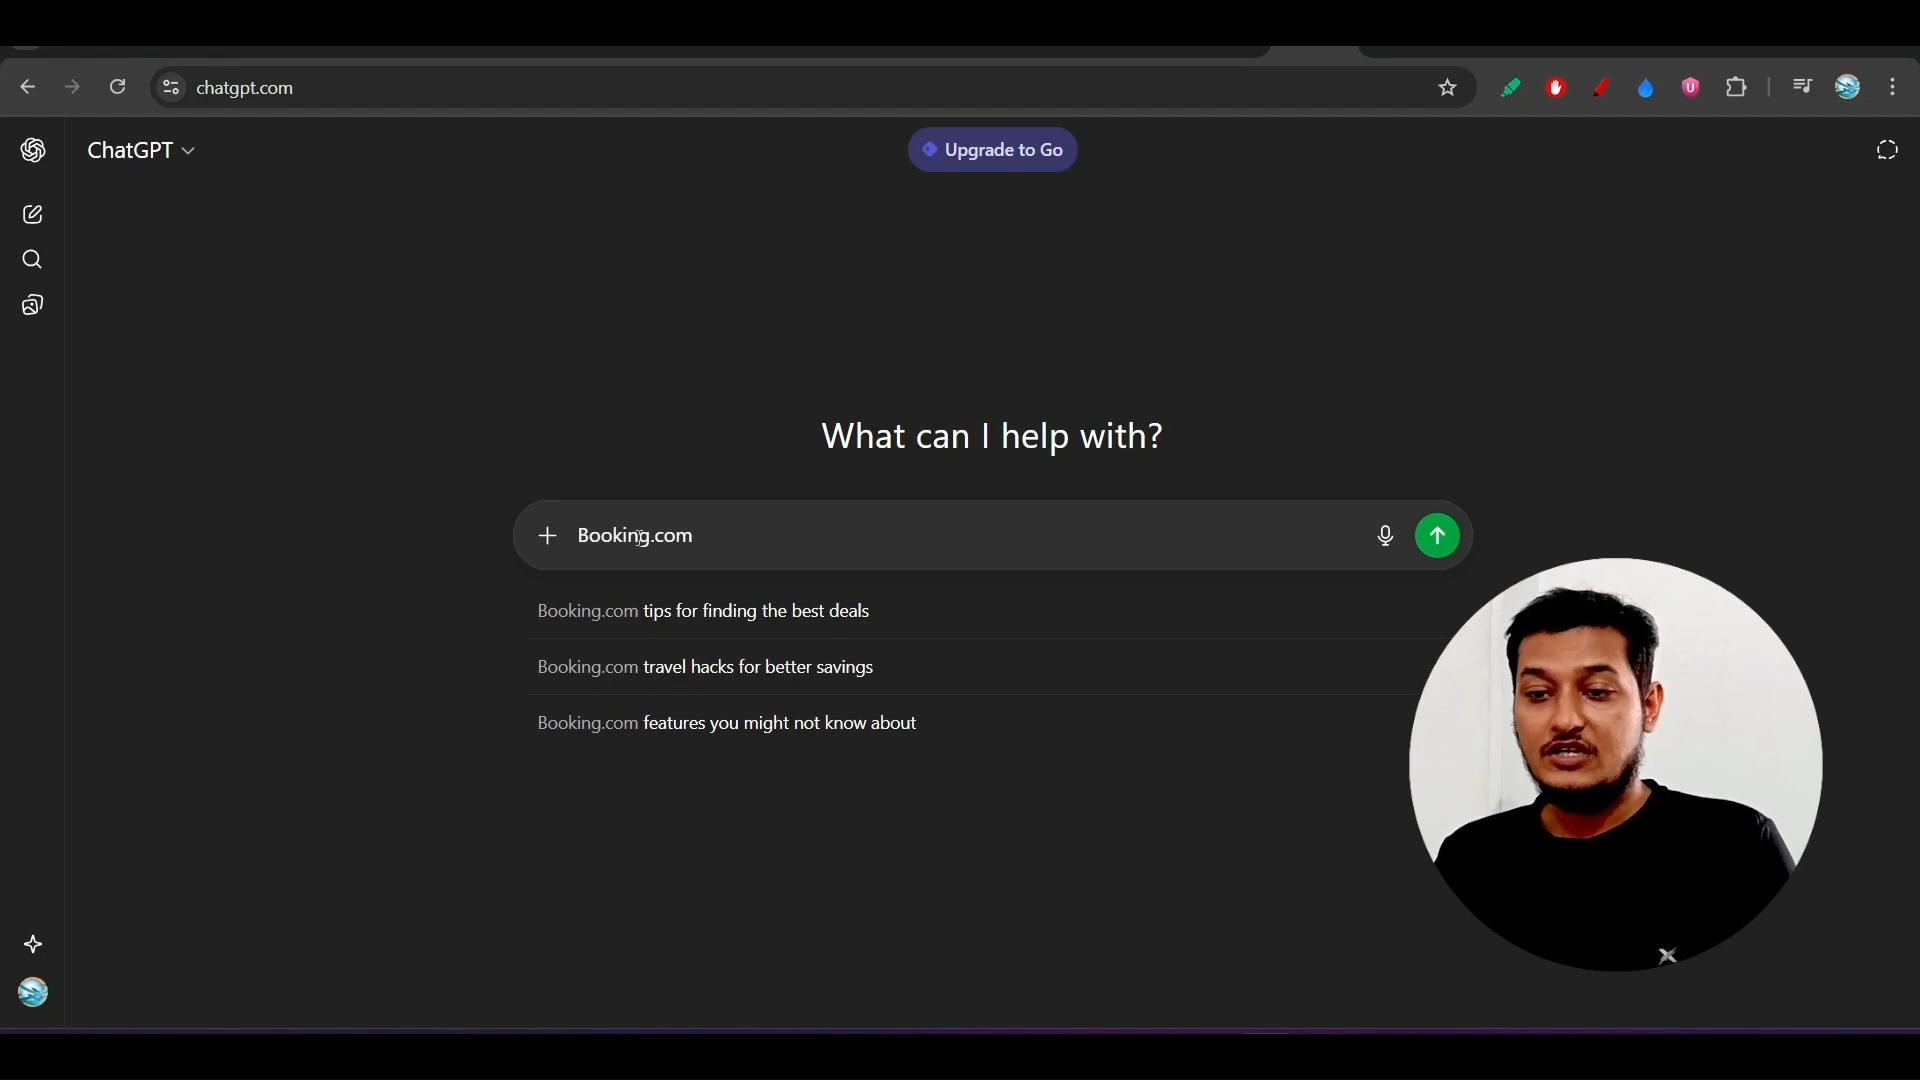 chatgpt.com
ChatGPT
Upgrade to Go
What can I help with?
Booking.com
Booking.com tips for finding the best deals
Booking.com travel hacks for better savings
Booking.com features you might not know about